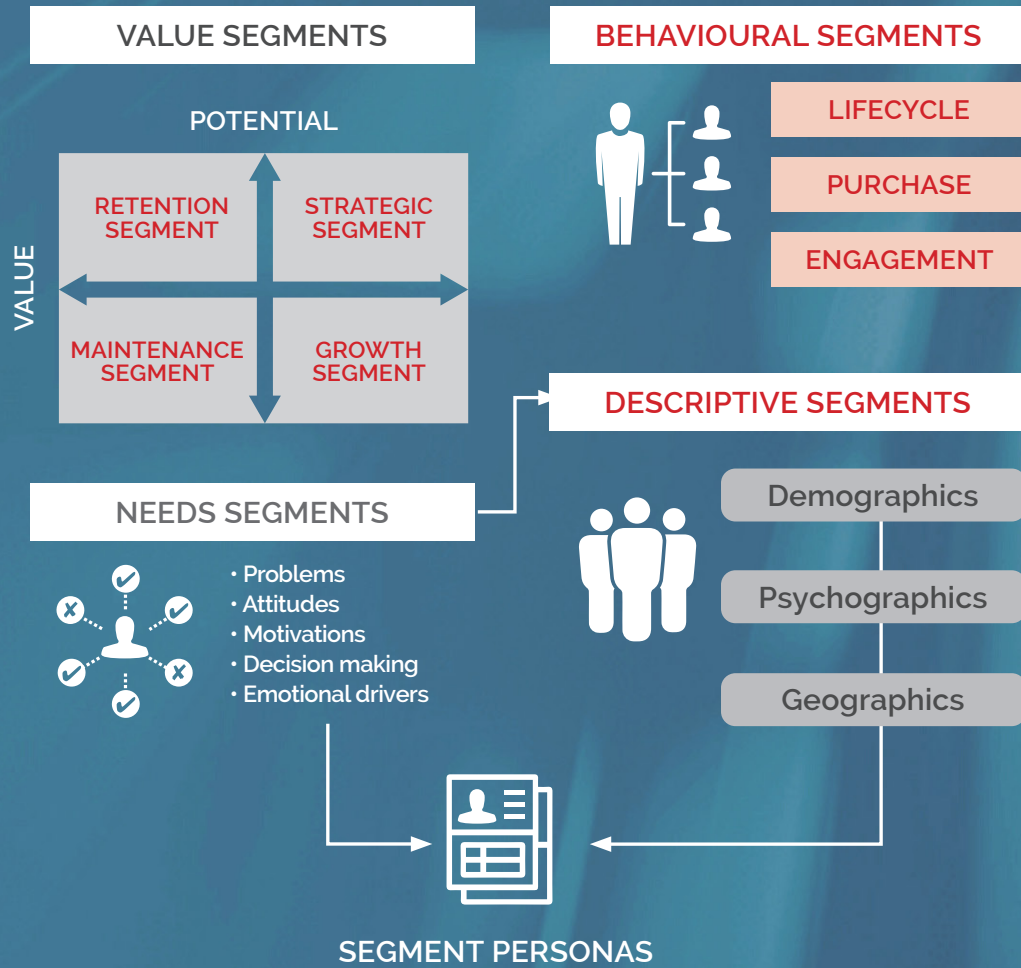 VALUE SEGMENTS
POTENTIAL
VALUE
RETENTION
SEGMENT
STRATEGIC
SEGMENT
MAINTENANCE
SEGMENT
GROWTH
SEGMENT
BEHAVIOURAL SEGMENTS
LIFECYCLE
PURCHASE
ENGAGEMENT
NEEDS SEGMENTS
• Problems
• Attitudes
• Motivations
• Decision making
• Emotional drivers
DESCRIPTIVE SEGMENTS
Demographics
Psychographics
Geographics
SEGMENT PERSONAS